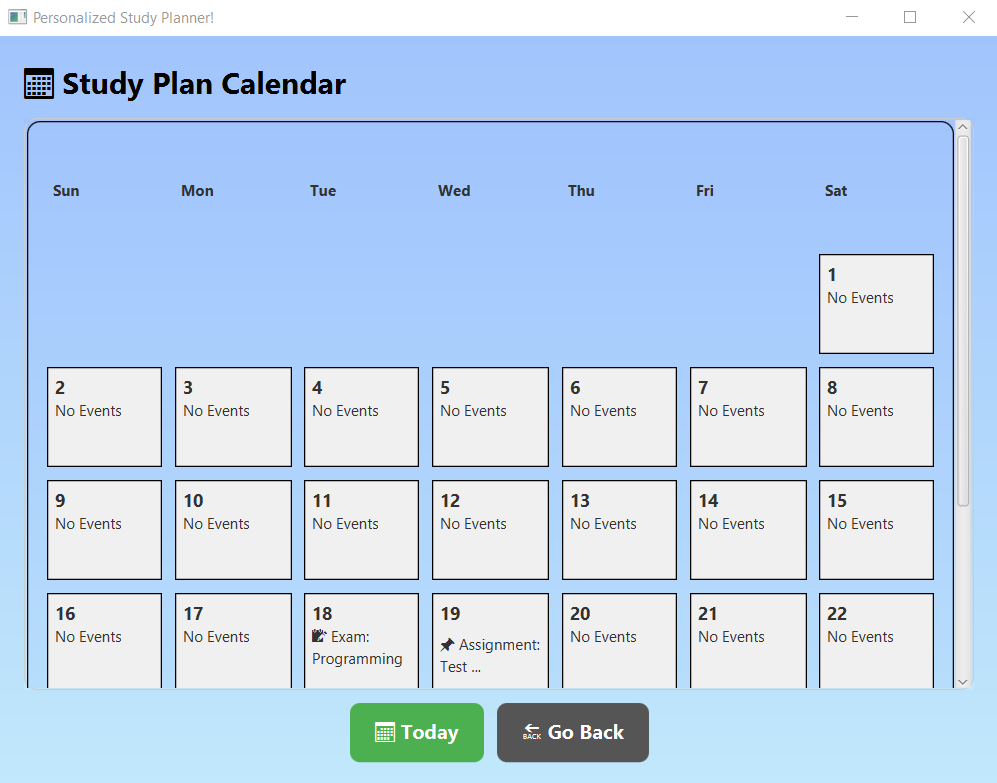 Personalized Study Planner!
Study Plan Calendar
Sun Mon Tue Wed Thu Fri Sat
1
No Events
2 3 4 5 6 7 8
No Events No Events No Events No Events No Events No Events No Events
9 10 11 12 13 14 15
No Events No Events No Events No Events No Events No Events No Events
16 17 18 19 20 21 22
No Events No Events Exam: Assignment: No Events No Events No Events
Programming Test ...
Today BACK Go Back